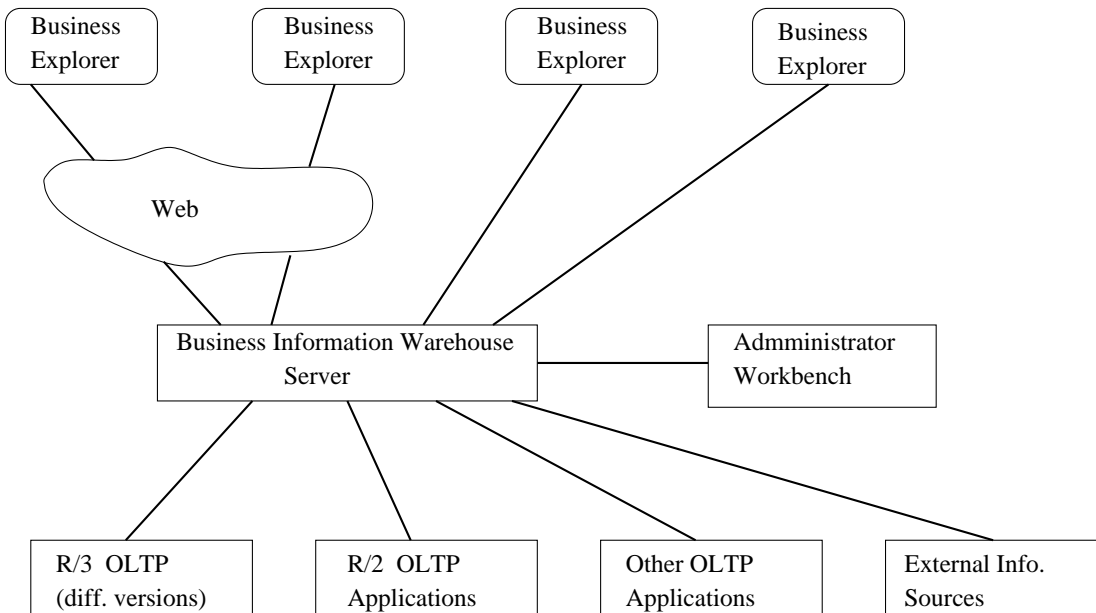 Business
Explorer
Business
Explorer
Business
Explorer
Business
Explorer
Web
Business Information Warehouse
Server
Admministrator
Workbench
R/3 OLTP
(diff. versions)
R/2 OLTP
Applications
Other OLTP
Applications
External Info.
Sources